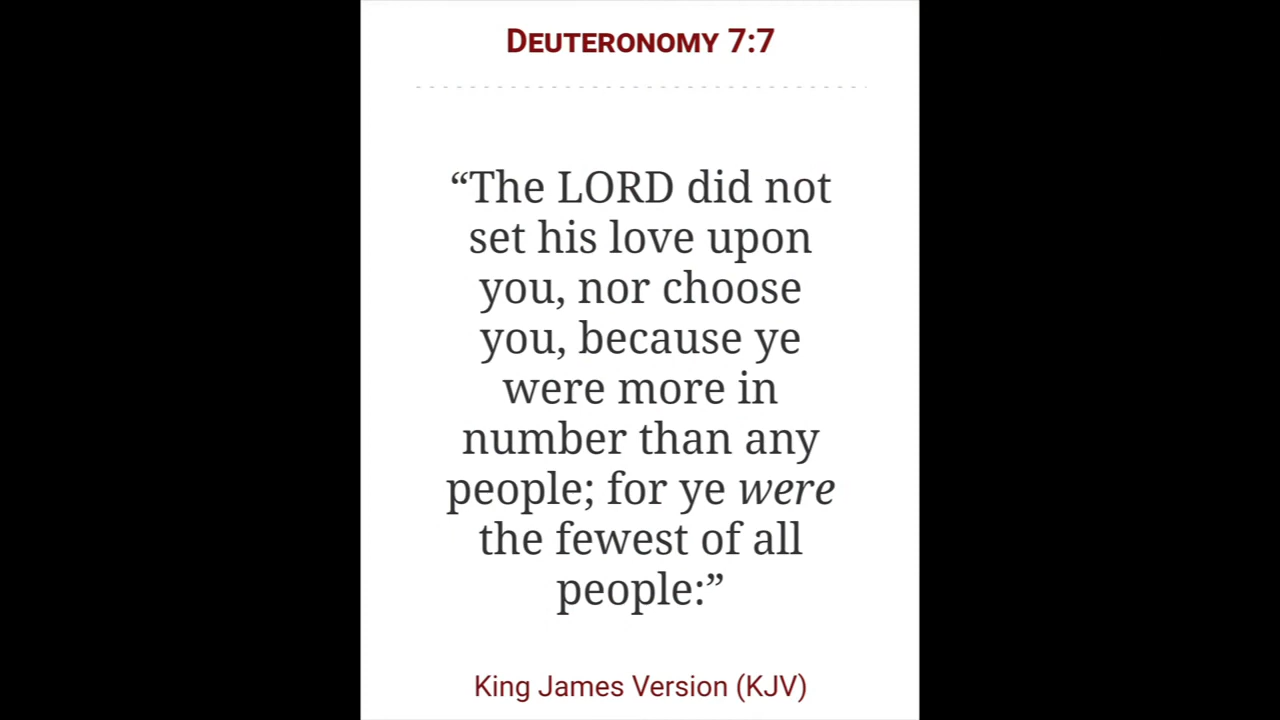 DEUTERONOMY 7:7
“The LORD did not
set his love upon
you, nor choose
you, because ye
were more in
number than any
people; for ye were
the fewest of all
people:”
King James Version (KJV)